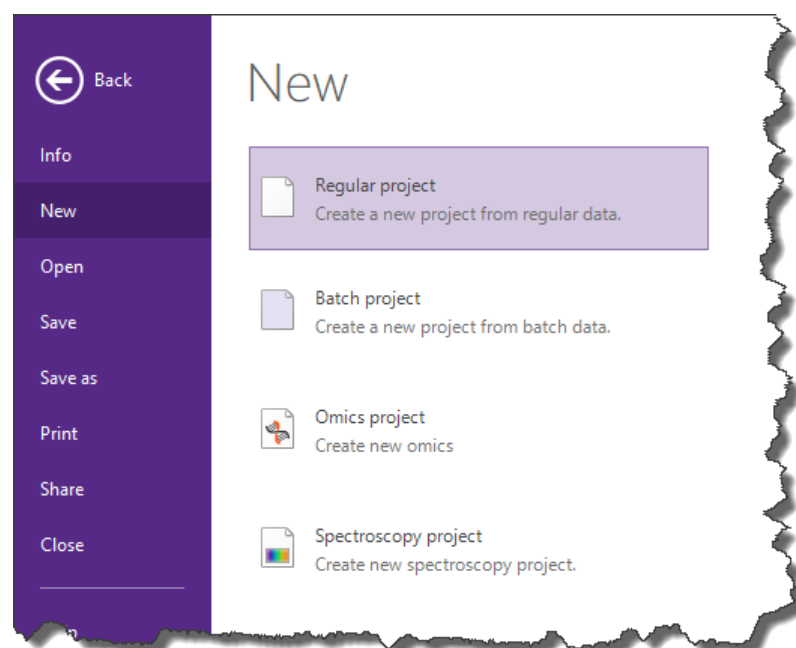 Back
Info
New
Open
Save
Save as
Print
Share
Close
New
Regular project
Create a new project from regular data.
Batch project
Create a new project from batch data.
Omics project
Create new omics
Spectroscopy project
Create new spectroscopy project.